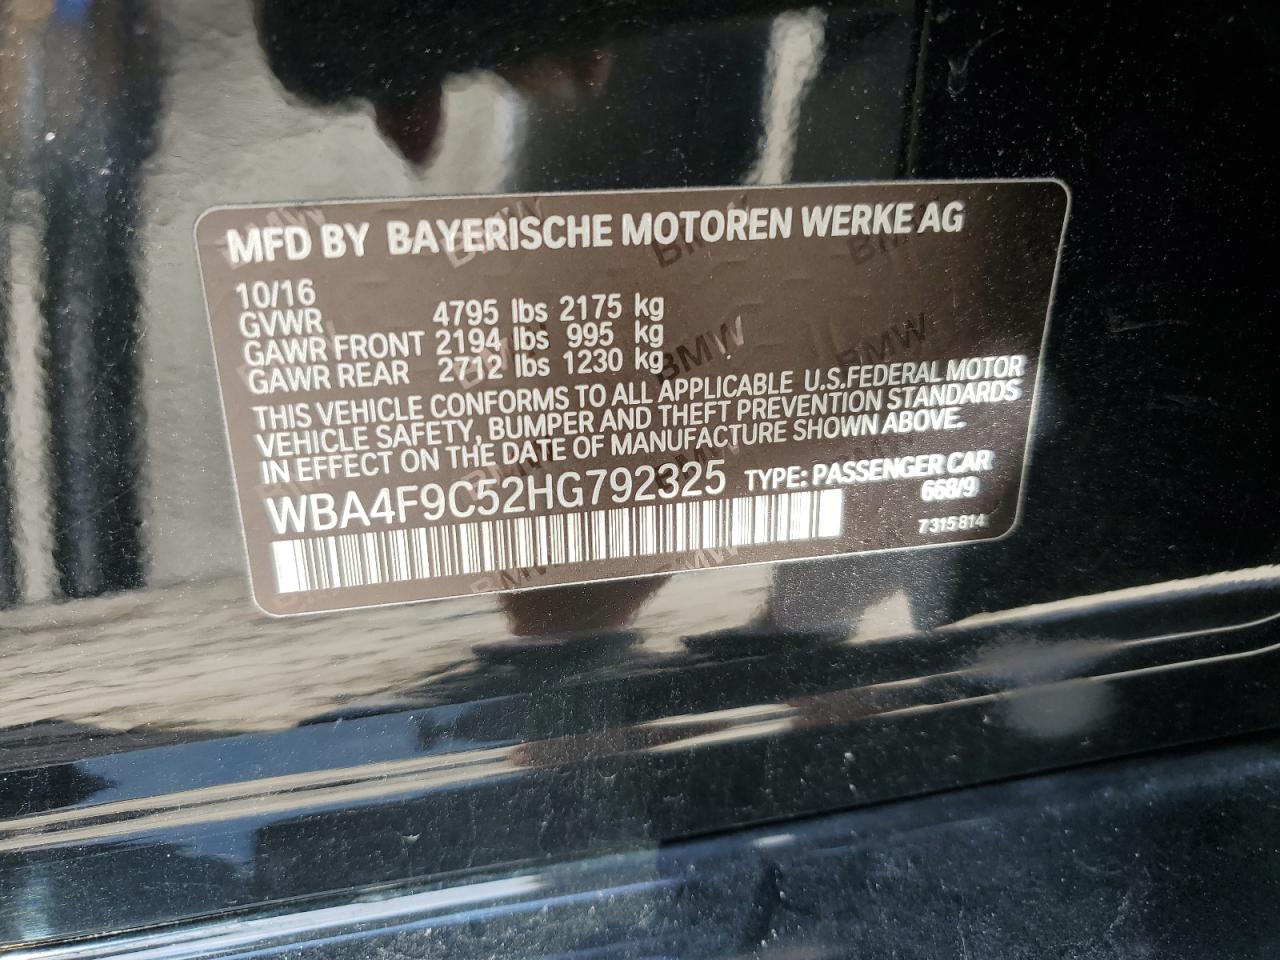 MFD BY BAYERISCHE MOTOREN WERKE AG
10/16
GVWR 4795 lbs 2175 kg
GAWR FRONT 2194 lbs 995 kg
GAWR REAR 2712 lbs 1230 kg
THIS VEHICLE CONFORMS TO ALL APPLICABLE U.S.FEDERAL MOTOR
VEHICLE SAFETY, BUMPER AND THEFT PREVENTION STANDARDS
IN EFFECT ON THE DATE OF MANUFACTURE SHOWN ABOVE.
WBA4F9C52HG792325 TYPE: PASSENGER CAR
668/9
7 315 814